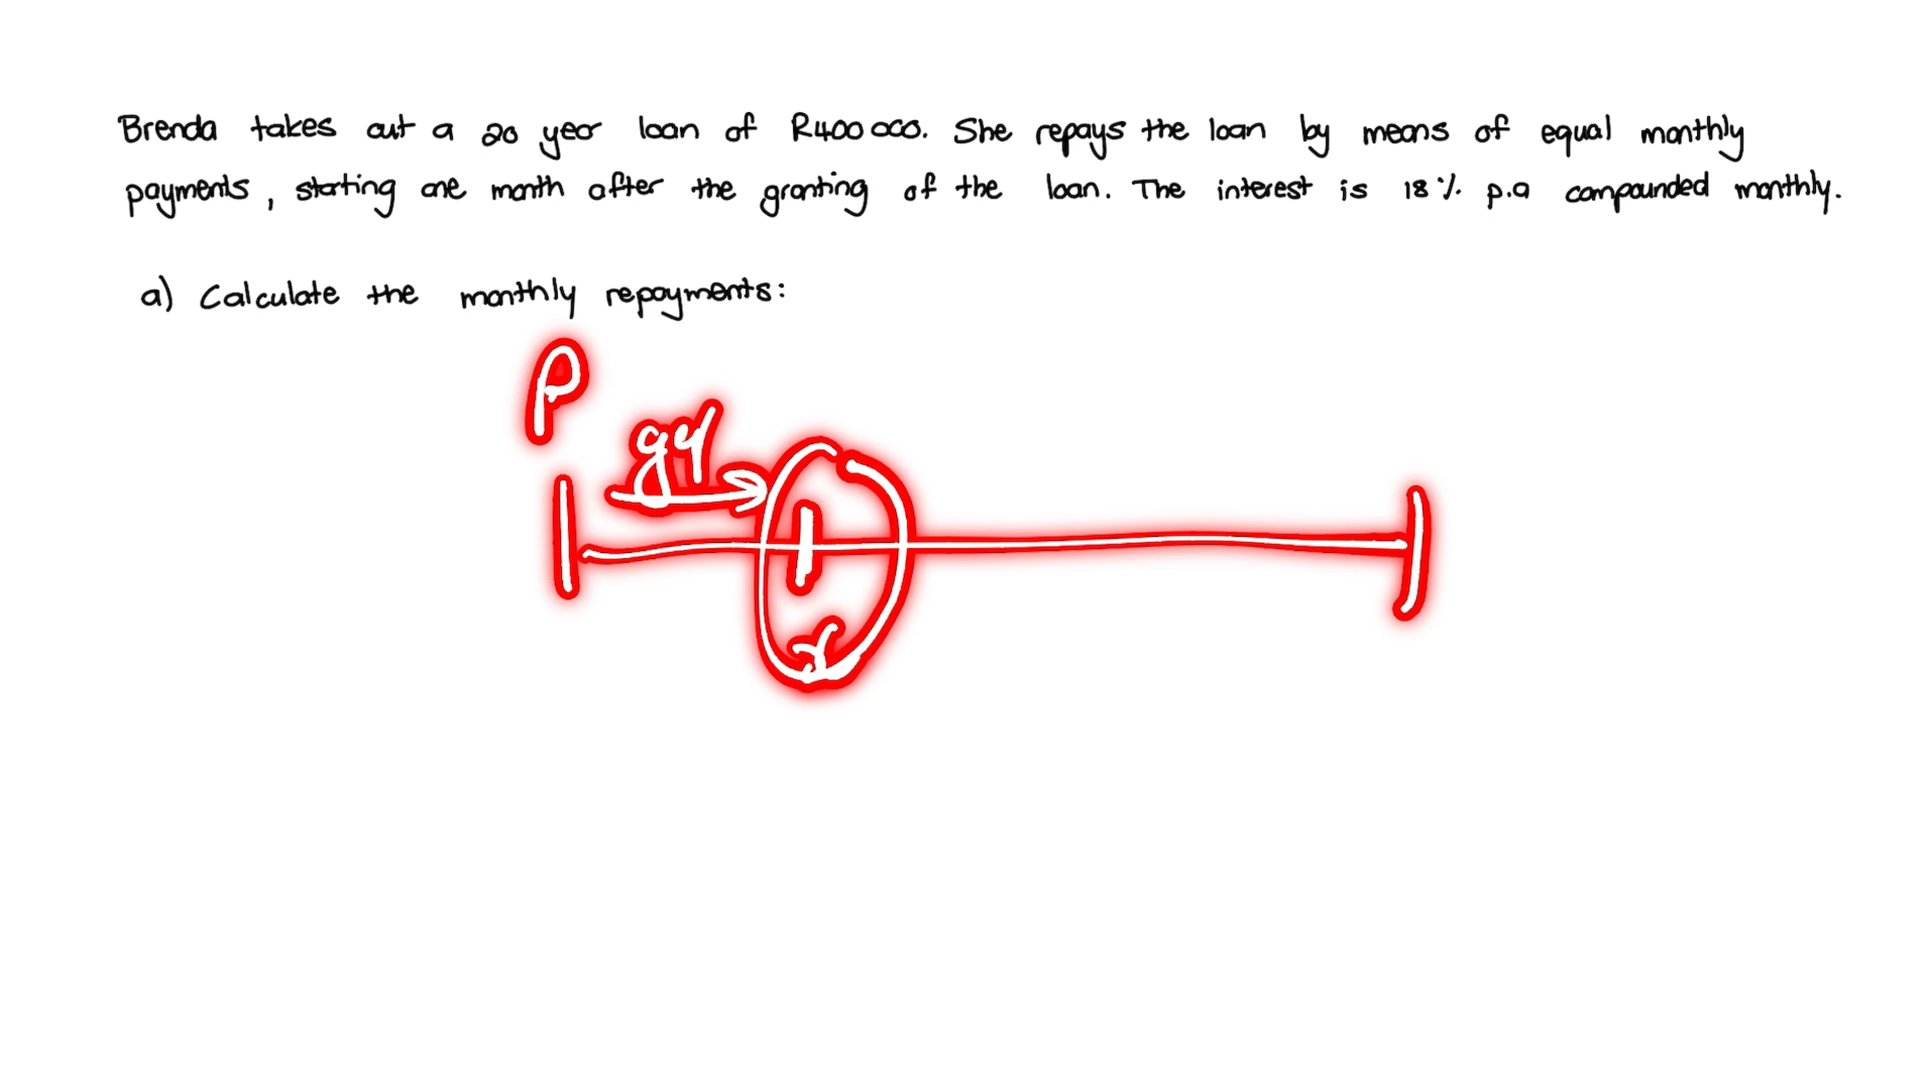 Brenda takes out a 20 year loan of R400 000. She repays the loan by means of equal monthly
payments, starting one month after the granting of the loan. The interest is 18% p.a compounded monthly.
a) Calculate the monthly repayments:
P
x